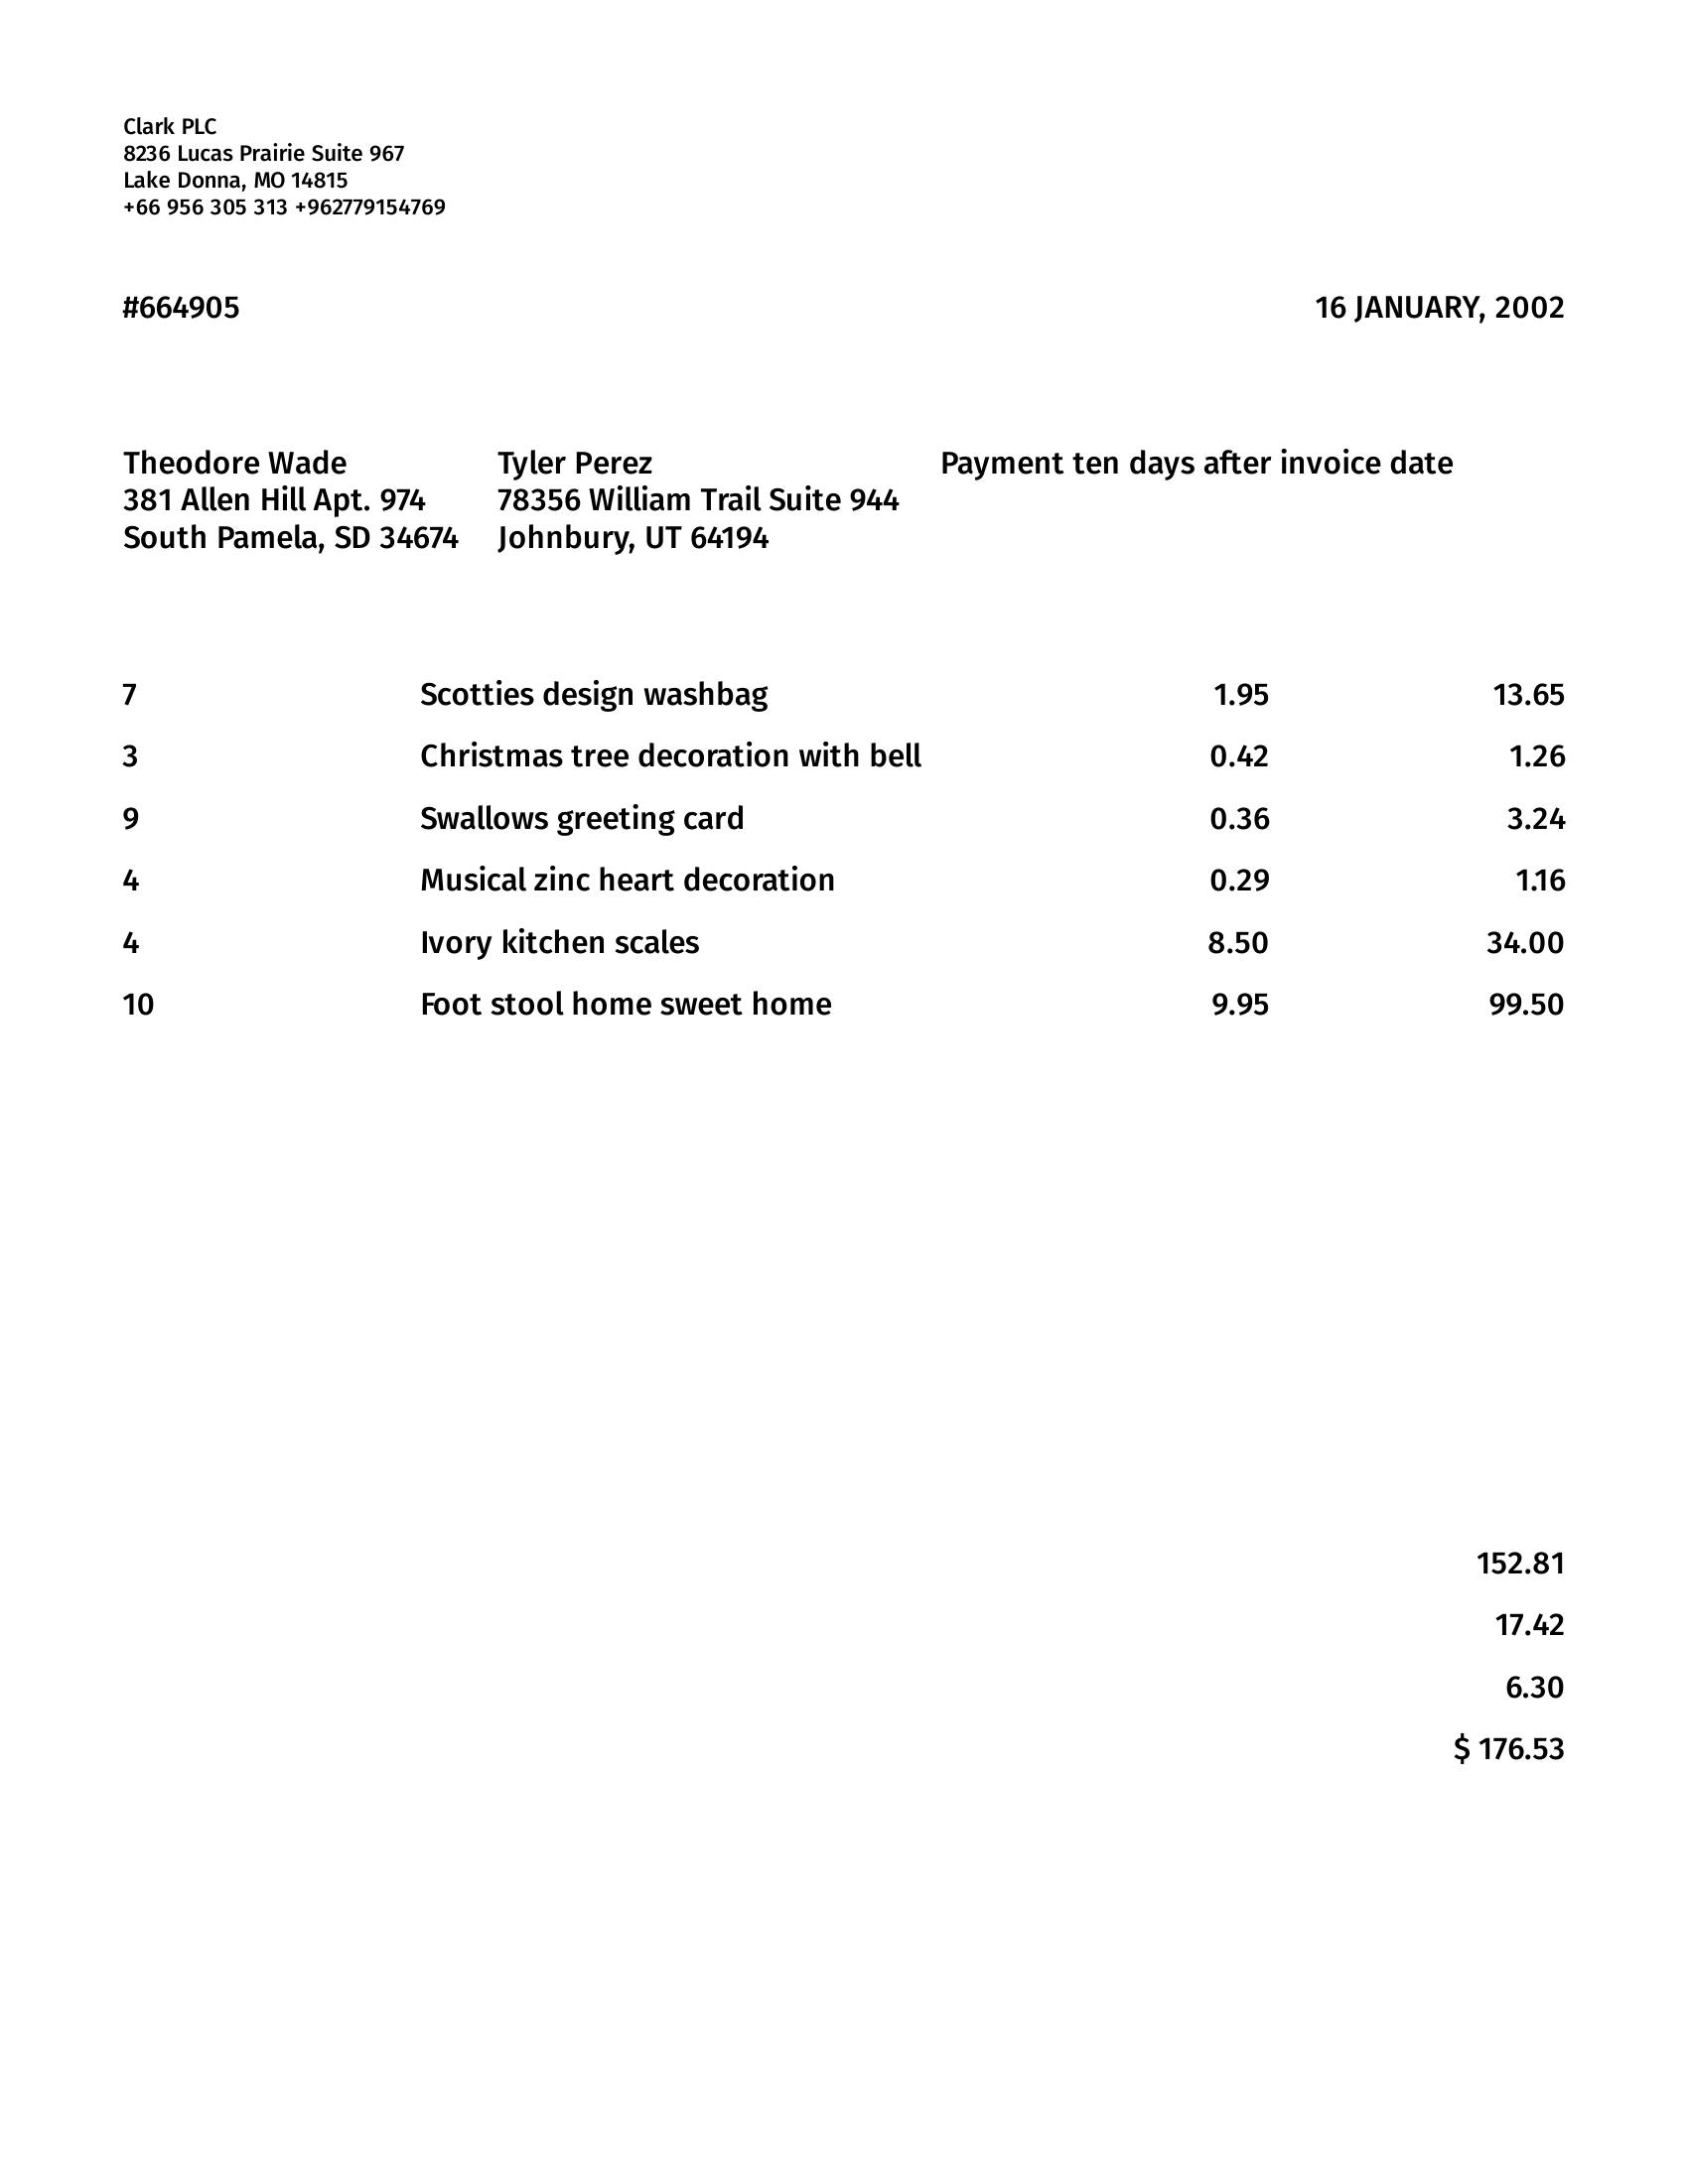 Clark PLC
8236 Lucas Prairie Suite 967
Lake Donna, MO 14815
+66 956 305 313 +962779154769
#664905 16 JANUARY, 2002
Theodore Wade
381 Allen Hill Apt. 974
South Pamela, SD 34674
Tyler Perez
78356 William Trail Suite 944
Johnbury, UT 64194
Payment ten days after invoice date
7 Scotties design washbag 1.95 13.65
3 Christmas tree decoration with bell 0.42 1.26
9 Swallows greeting card 0.36 3.24
4 Musical zinc heart decoration 0.29 1.16
4 Ivory kitchen scales 8.50 34.00
10 Foot stool home sweet home 9.95 99.50
152.81
17.42
6.30
$ 176.53